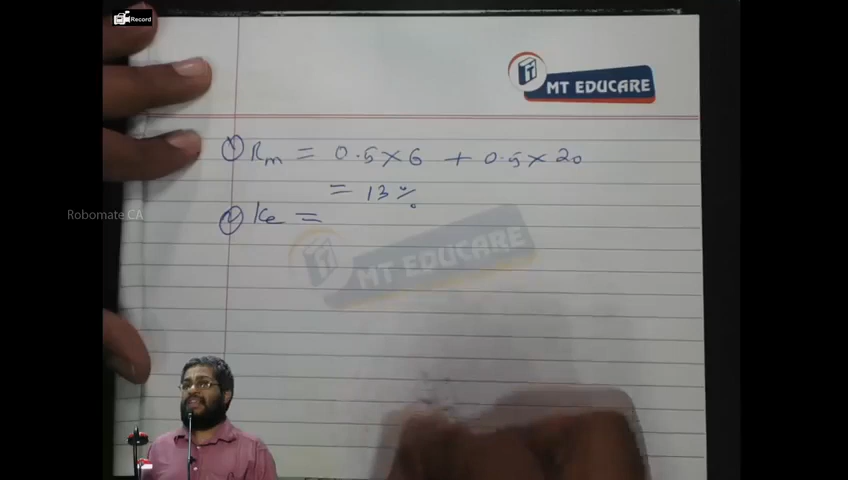 Record
MT EDUCARE
① Rm = 0.5 × 6 + 0.5 × 20
= 13%
Robomate CA
② Ke =
MT EDUCARE